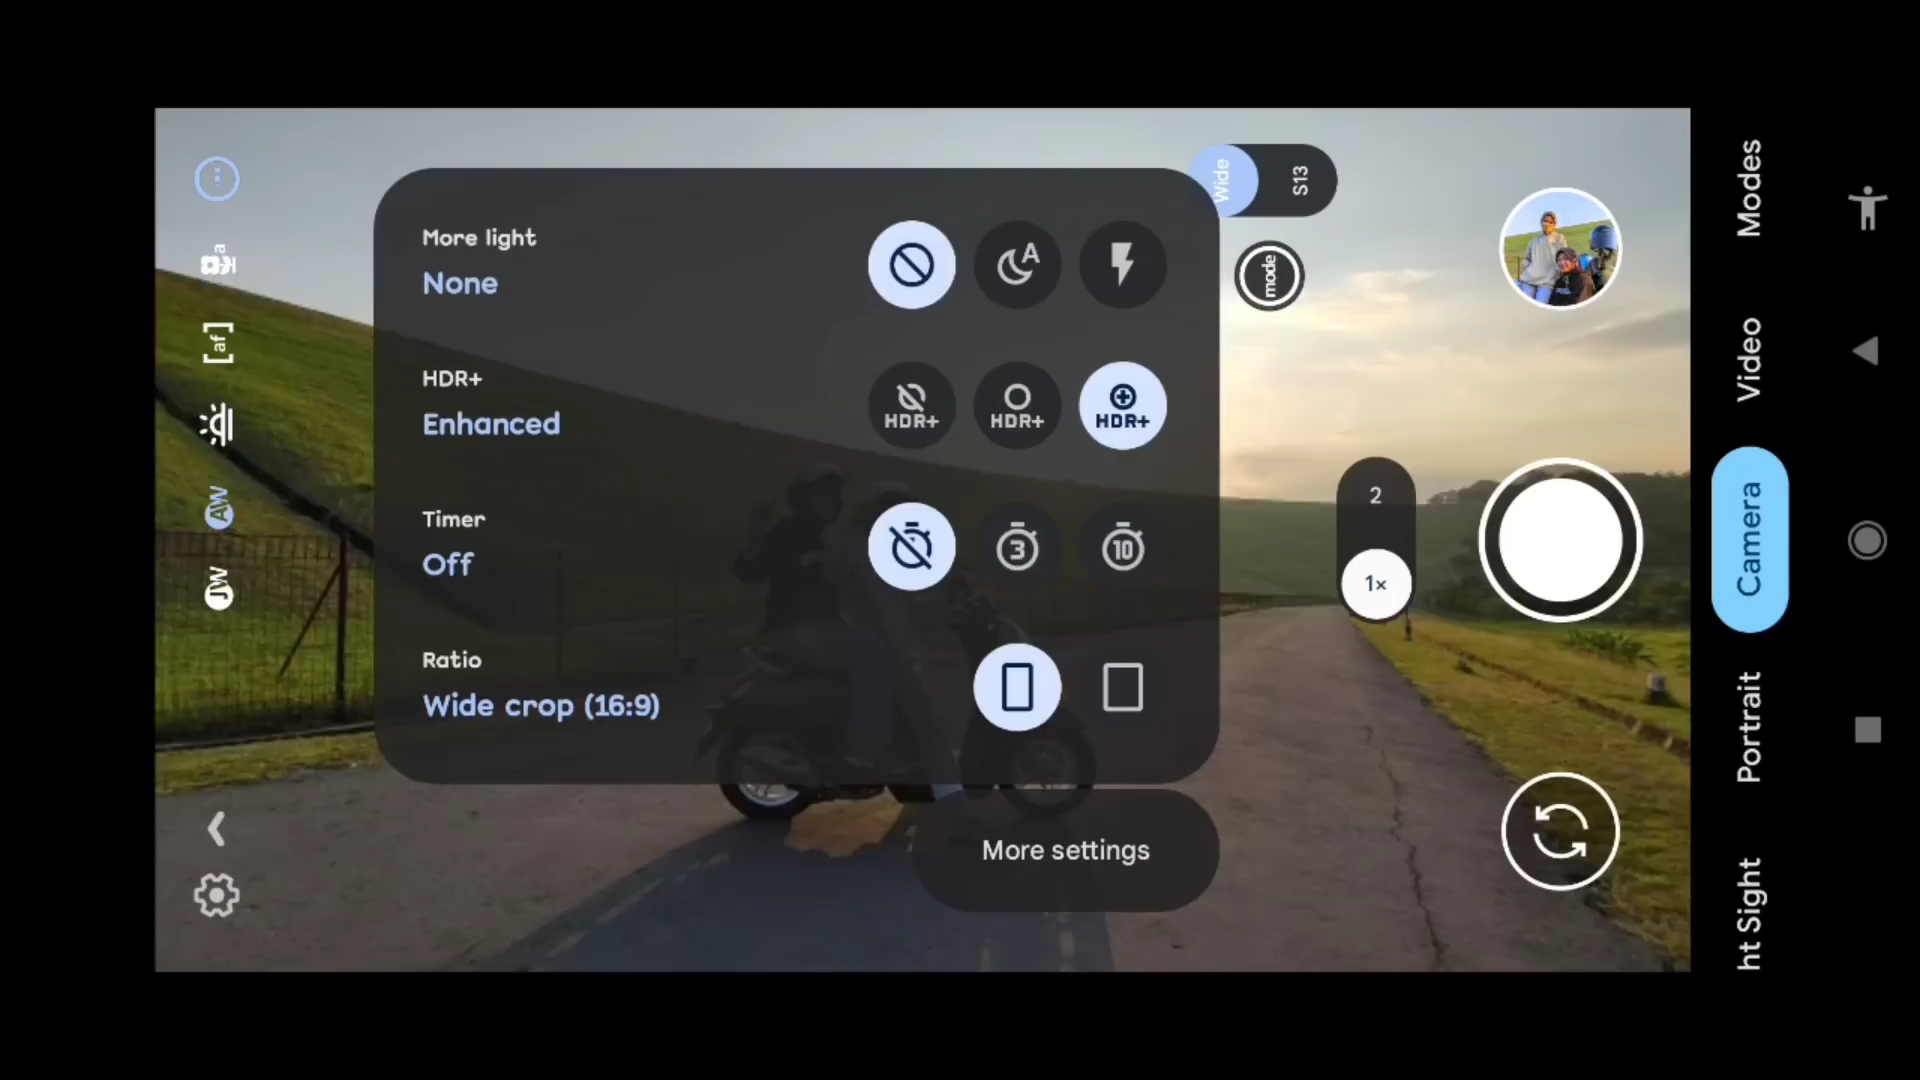 More light
None
A
HDR+
Enhanced
HDR+
HDR+
HDR+
Timer
Off
3
10
Ratio
Wide crop (16:9)
More settings
[af]
AW
JW
Wide
S13
mode
2
1×
Modes
Video
Camera
Portrait
ht Sight